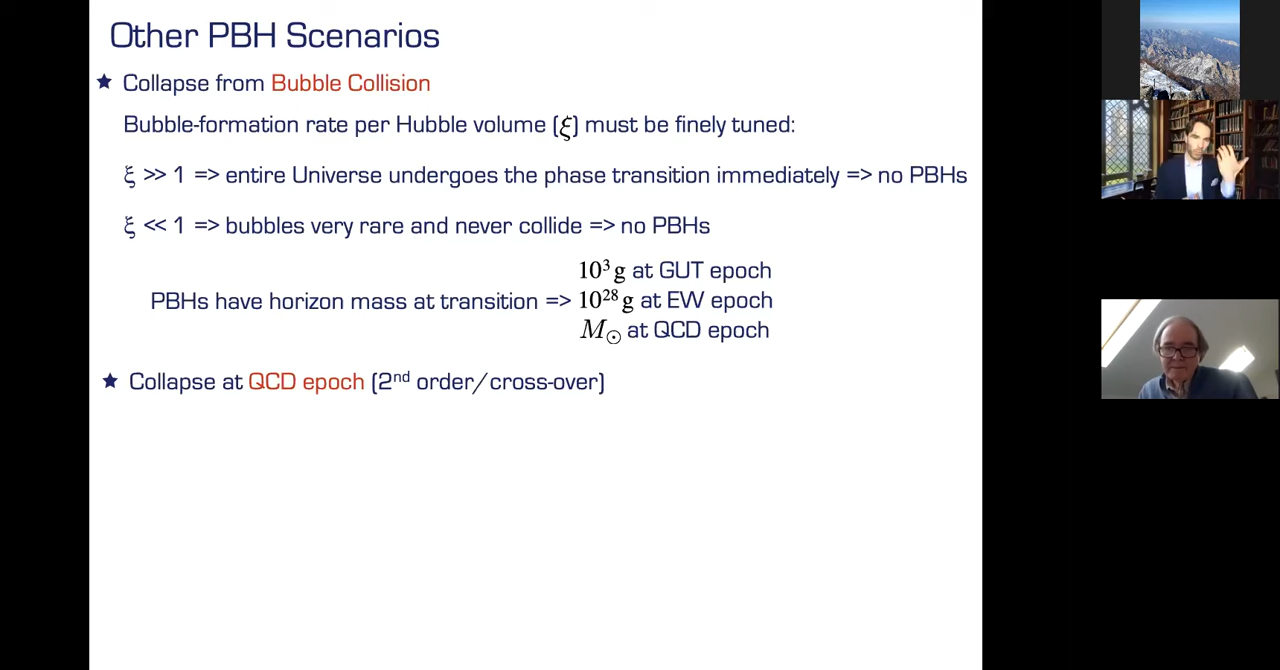 Other PBH Scenarios
★ Collapse from Bubble Collision
Bubble-formation rate per Hubble volume (ξ) must be finely tuned:
ξ >> 1 => entire Universe undergoes the phase transition immediately => no PBHs
ξ << 1 => bubbles very rare and never collide => no PBHs
10³ g at GUT epoch
PBHs have horizon mass at transition => 10²⁸ g at EW epoch
M☉ at QCD epoch
★ Collapse at QCD epoch (2ⁿᵈ order/cross-over)